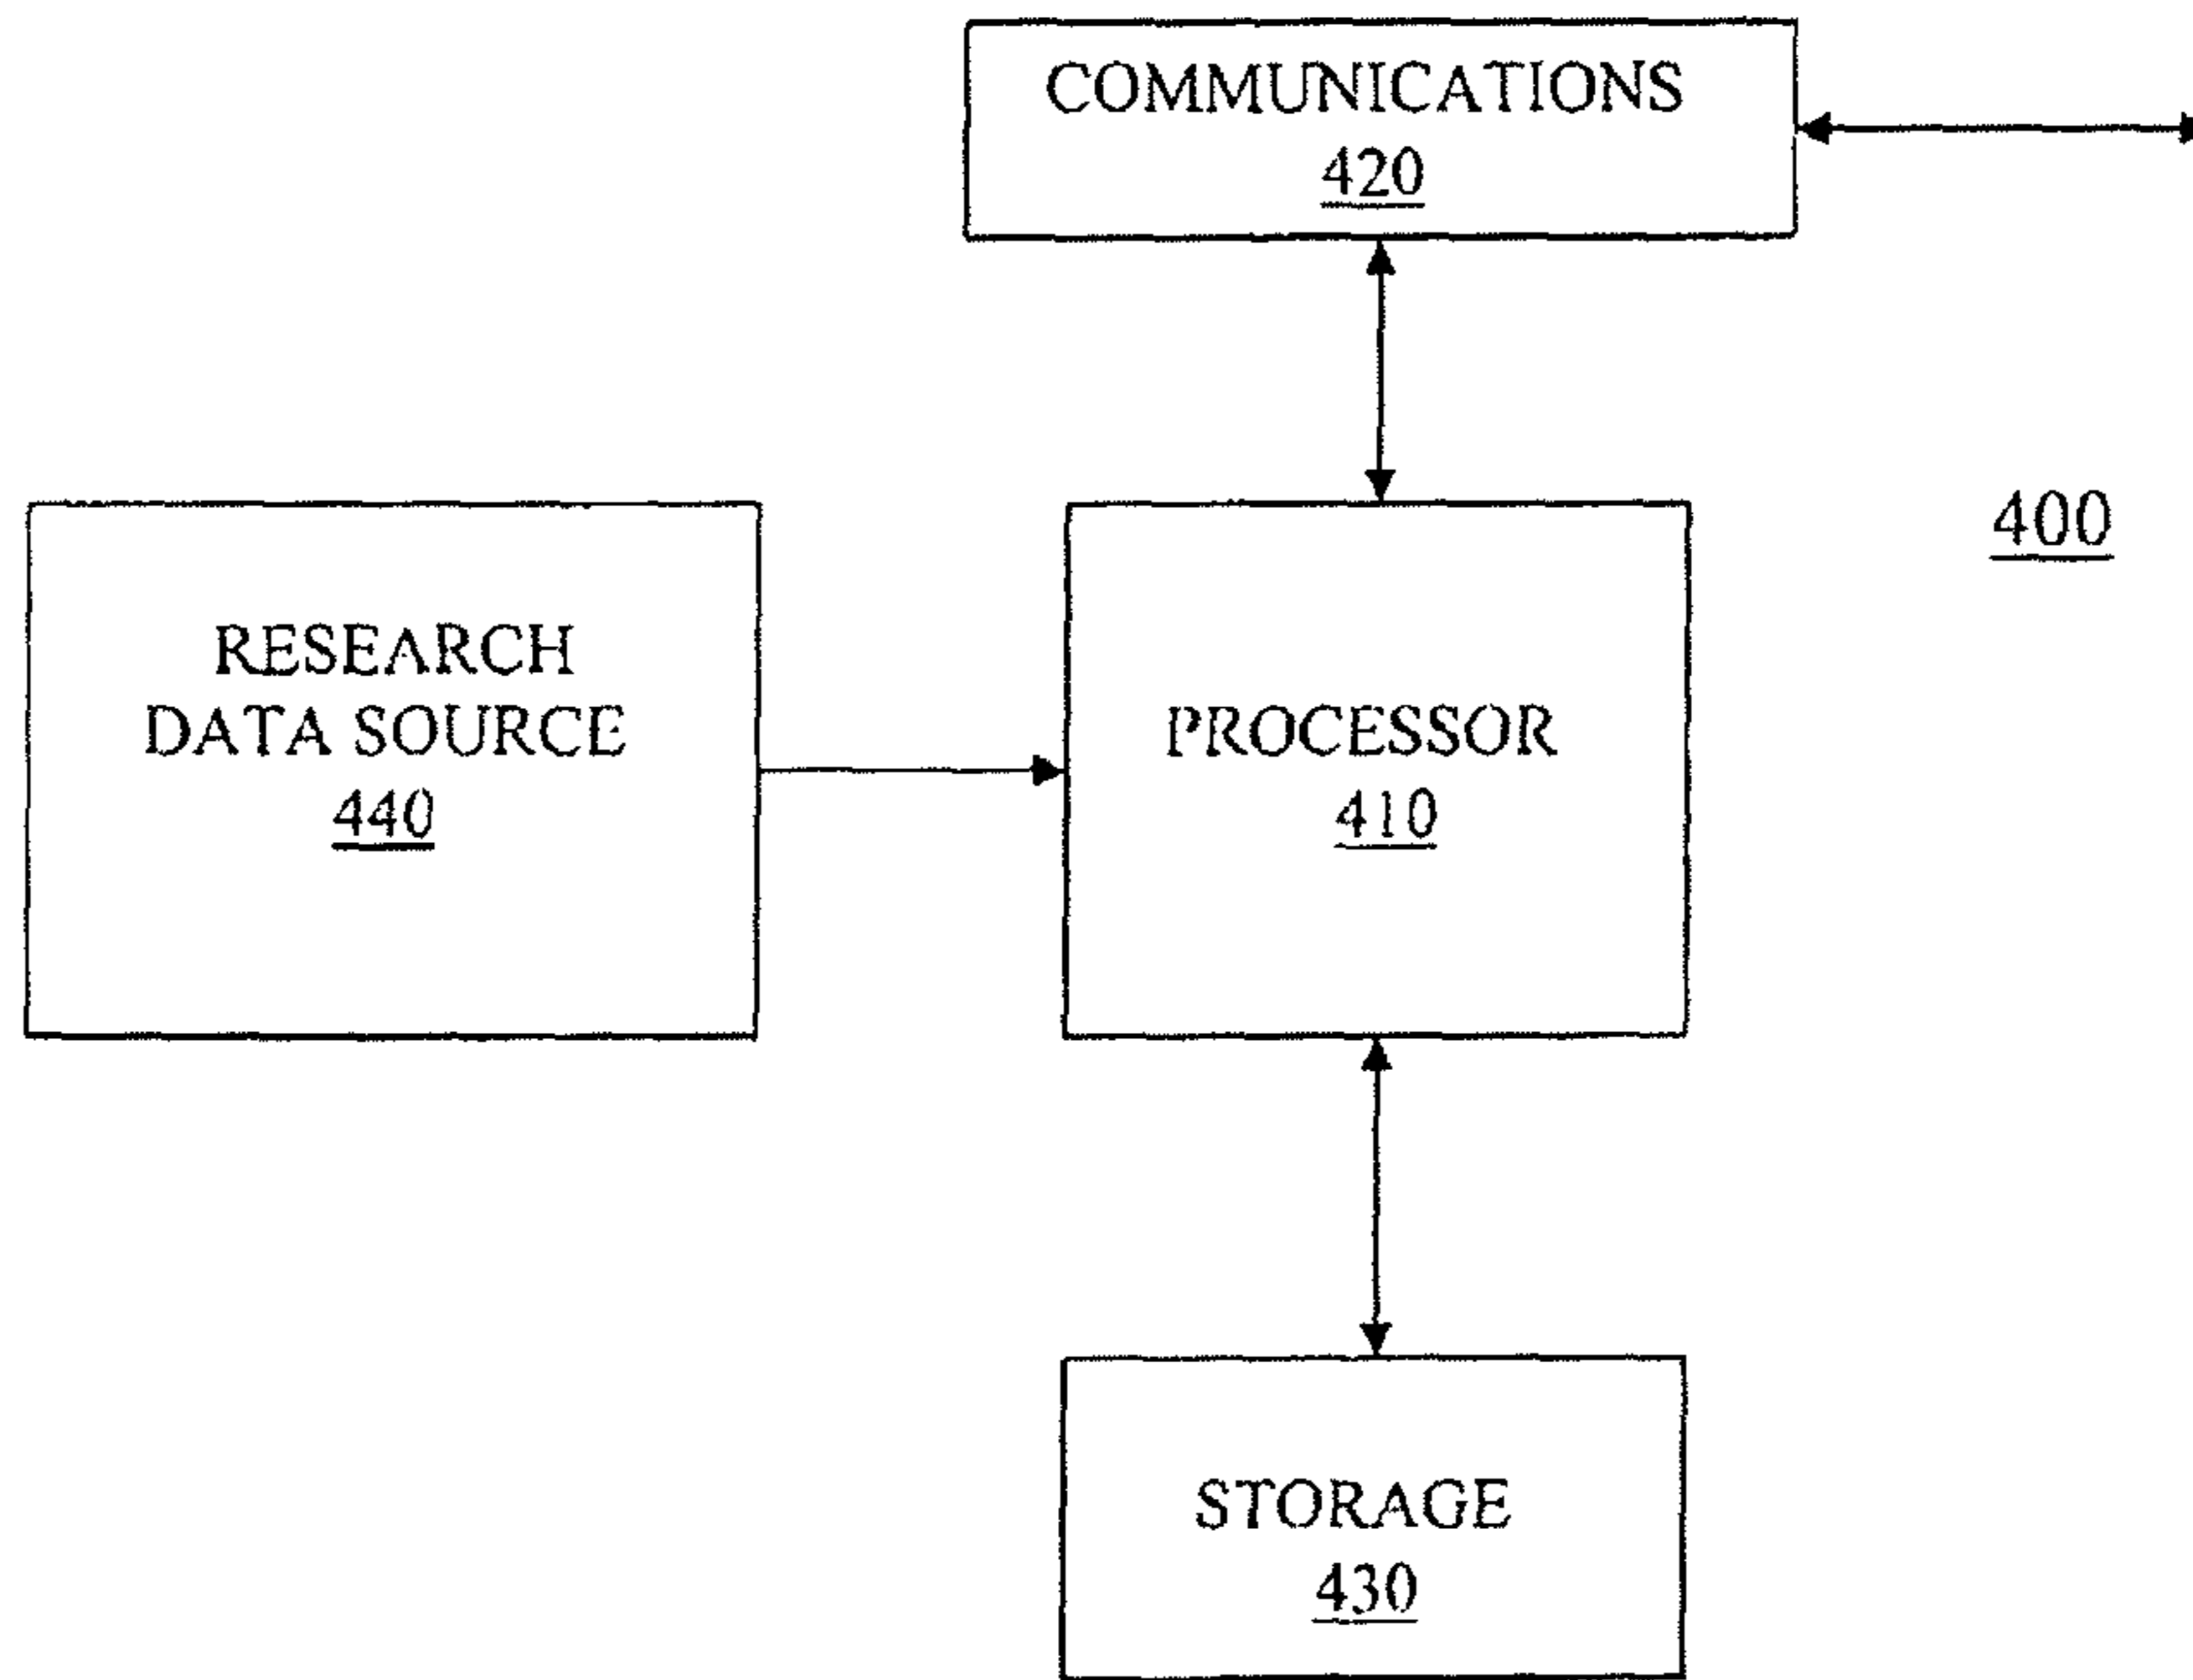 COMMUNICATIONS
420
400
RESEARCH
DATA SOURCE
440
PROCESSOR
410
STORAGE
430